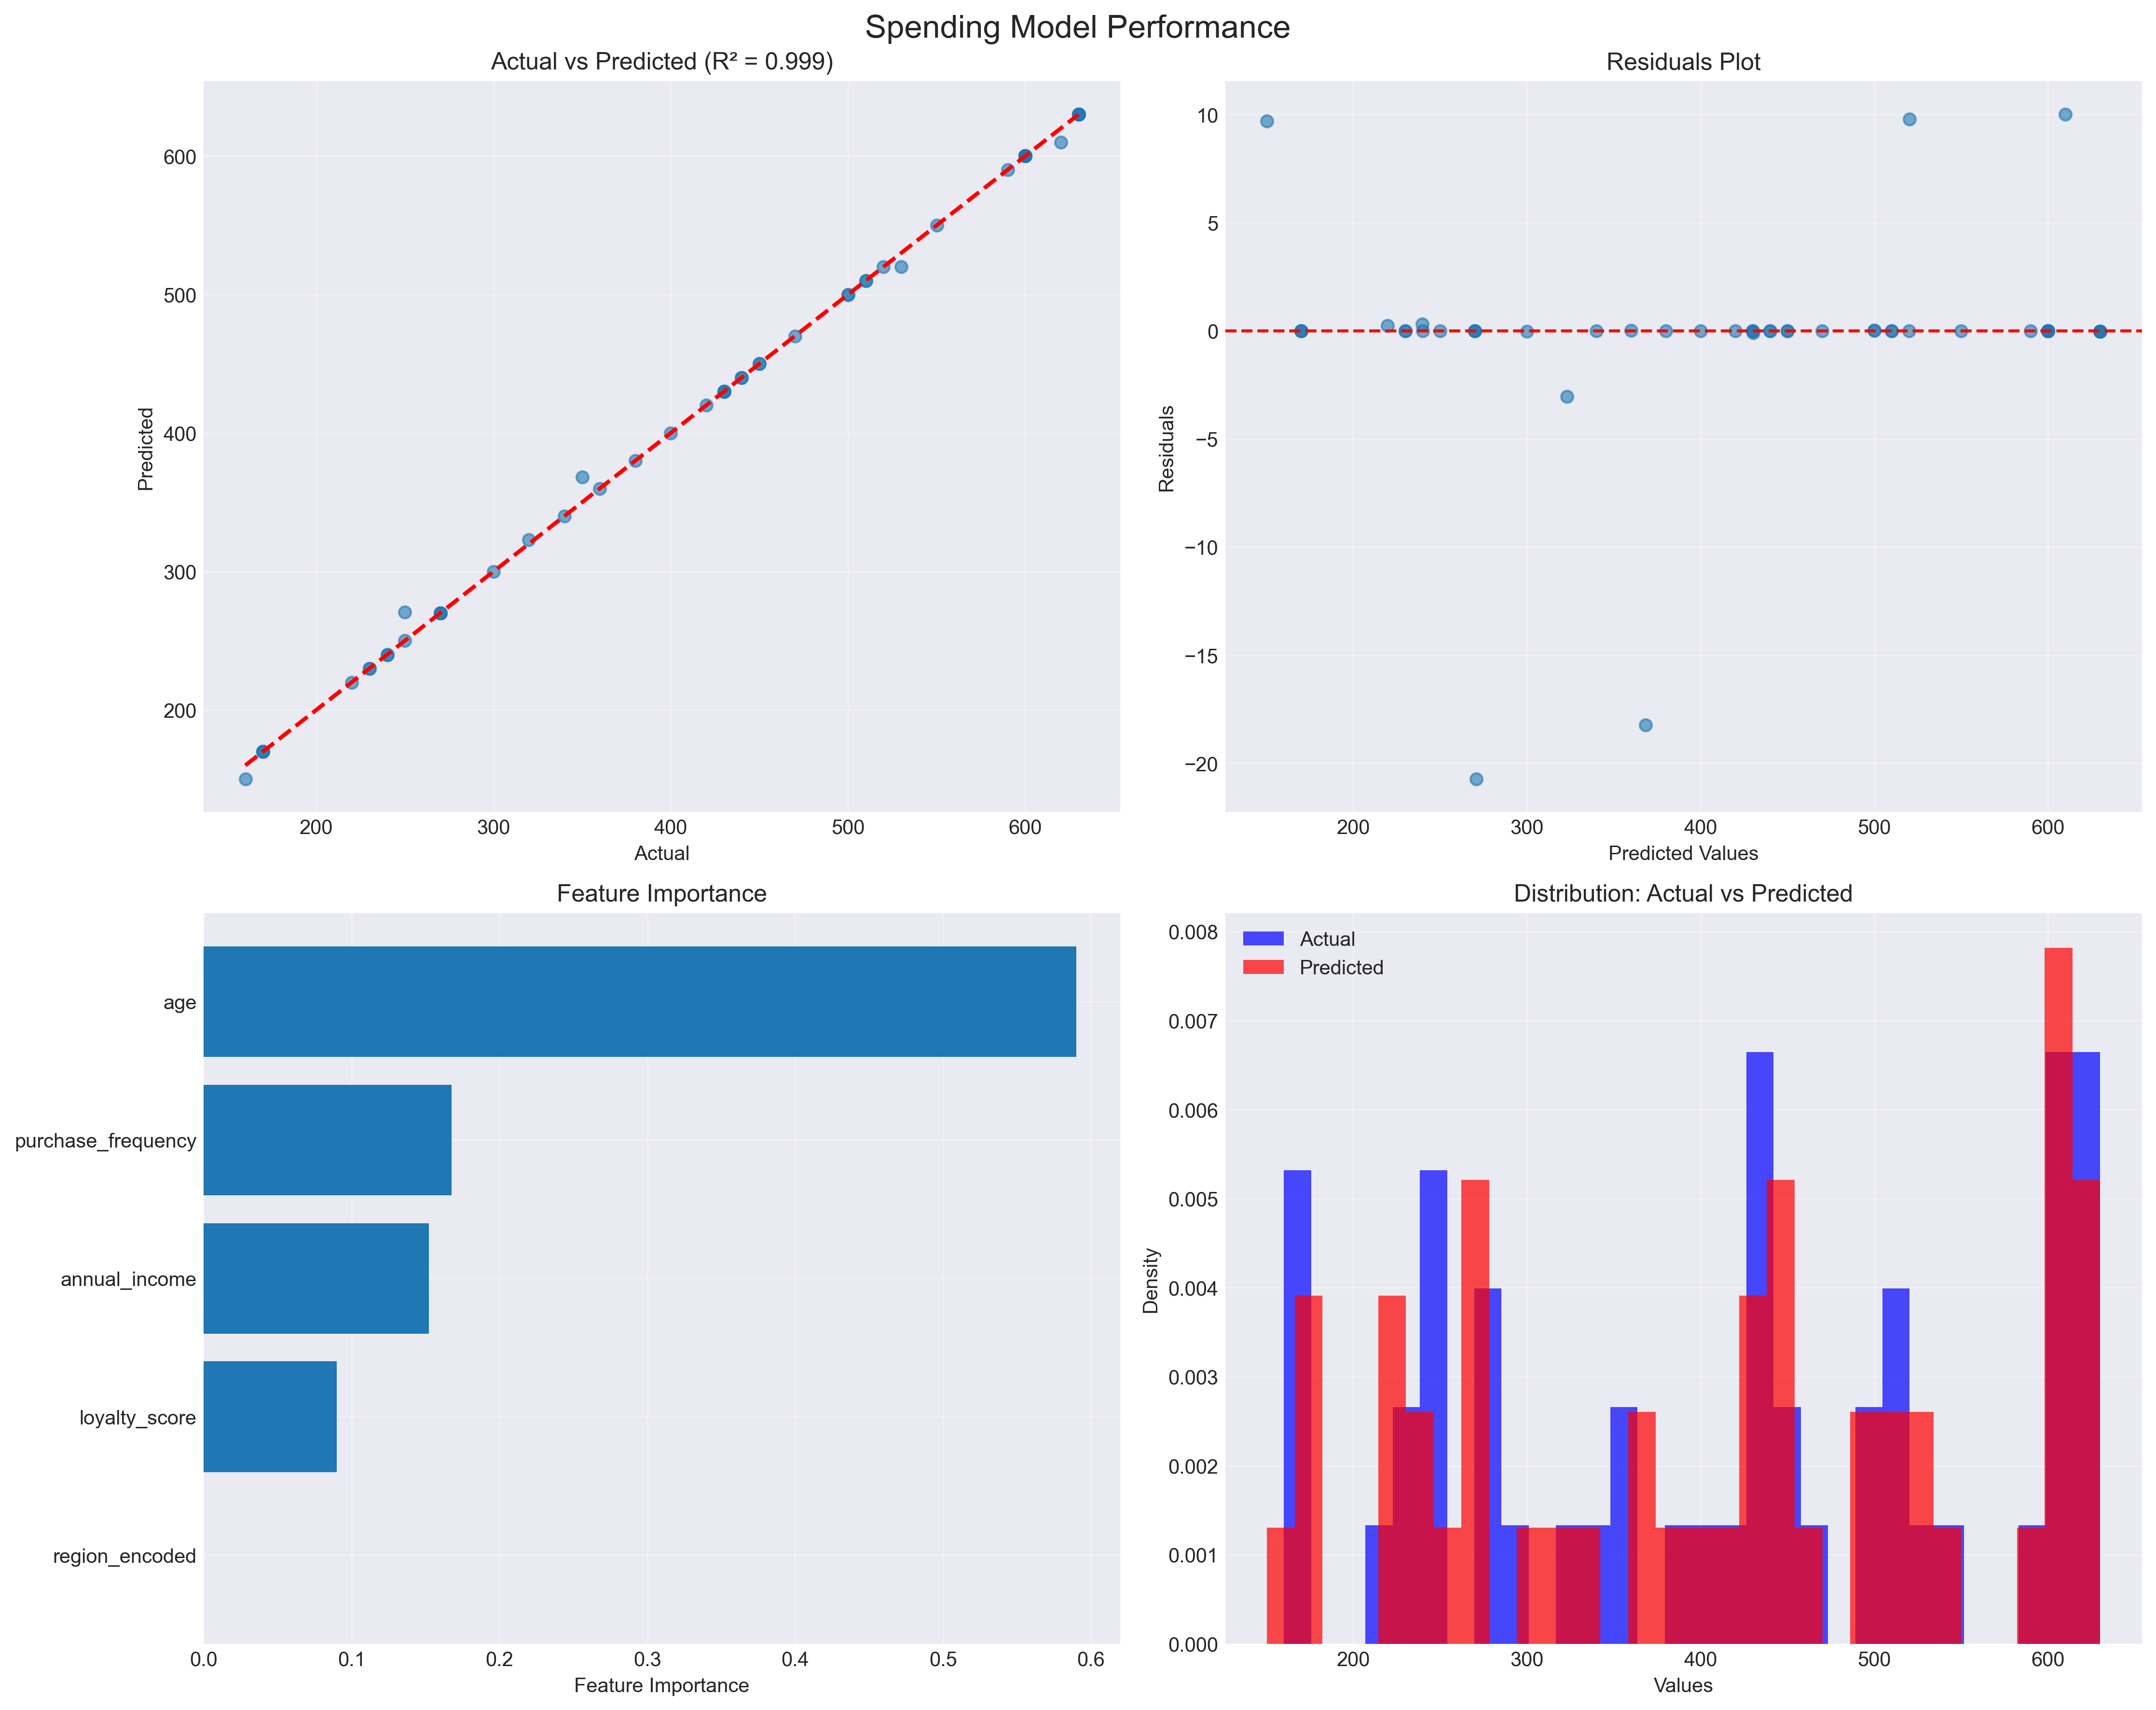 Spending Model Performance
Actual vs Predicted (R² = 0.999)
600
500
400
300
200
Predicted
200 300 400 500 600
Actual
Residuals Plot
10
5
0
−5
−10
−15
−20
Residuals
200 300 400 500 600
Predicted Values
Feature Importance
age
purchase_frequency
annual_income
loyalty_score
region_encoded
0.0 0.1 0.2 0.3 0.4 0.5 0.6
Feature Importance
Distribution: Actual vs Predicted
Actual
Predicted
0.008
0.007
0.006
0.005
0.004
0.003
0.002
0.001
0.000
Density
200 300 400 500 600
Values